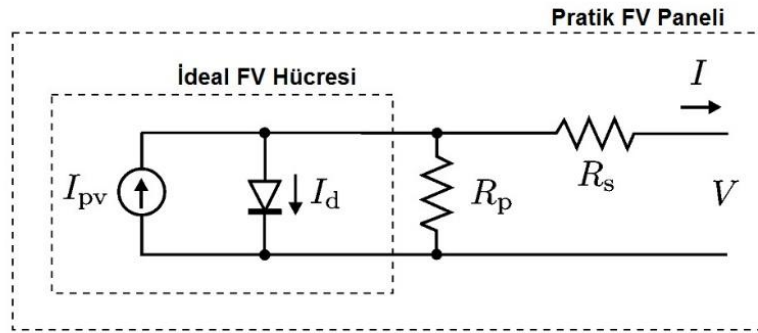 Pratik FV Paneli
İdeal FV Hücresi
I
I_pv
I_d
R_p
R_s
V